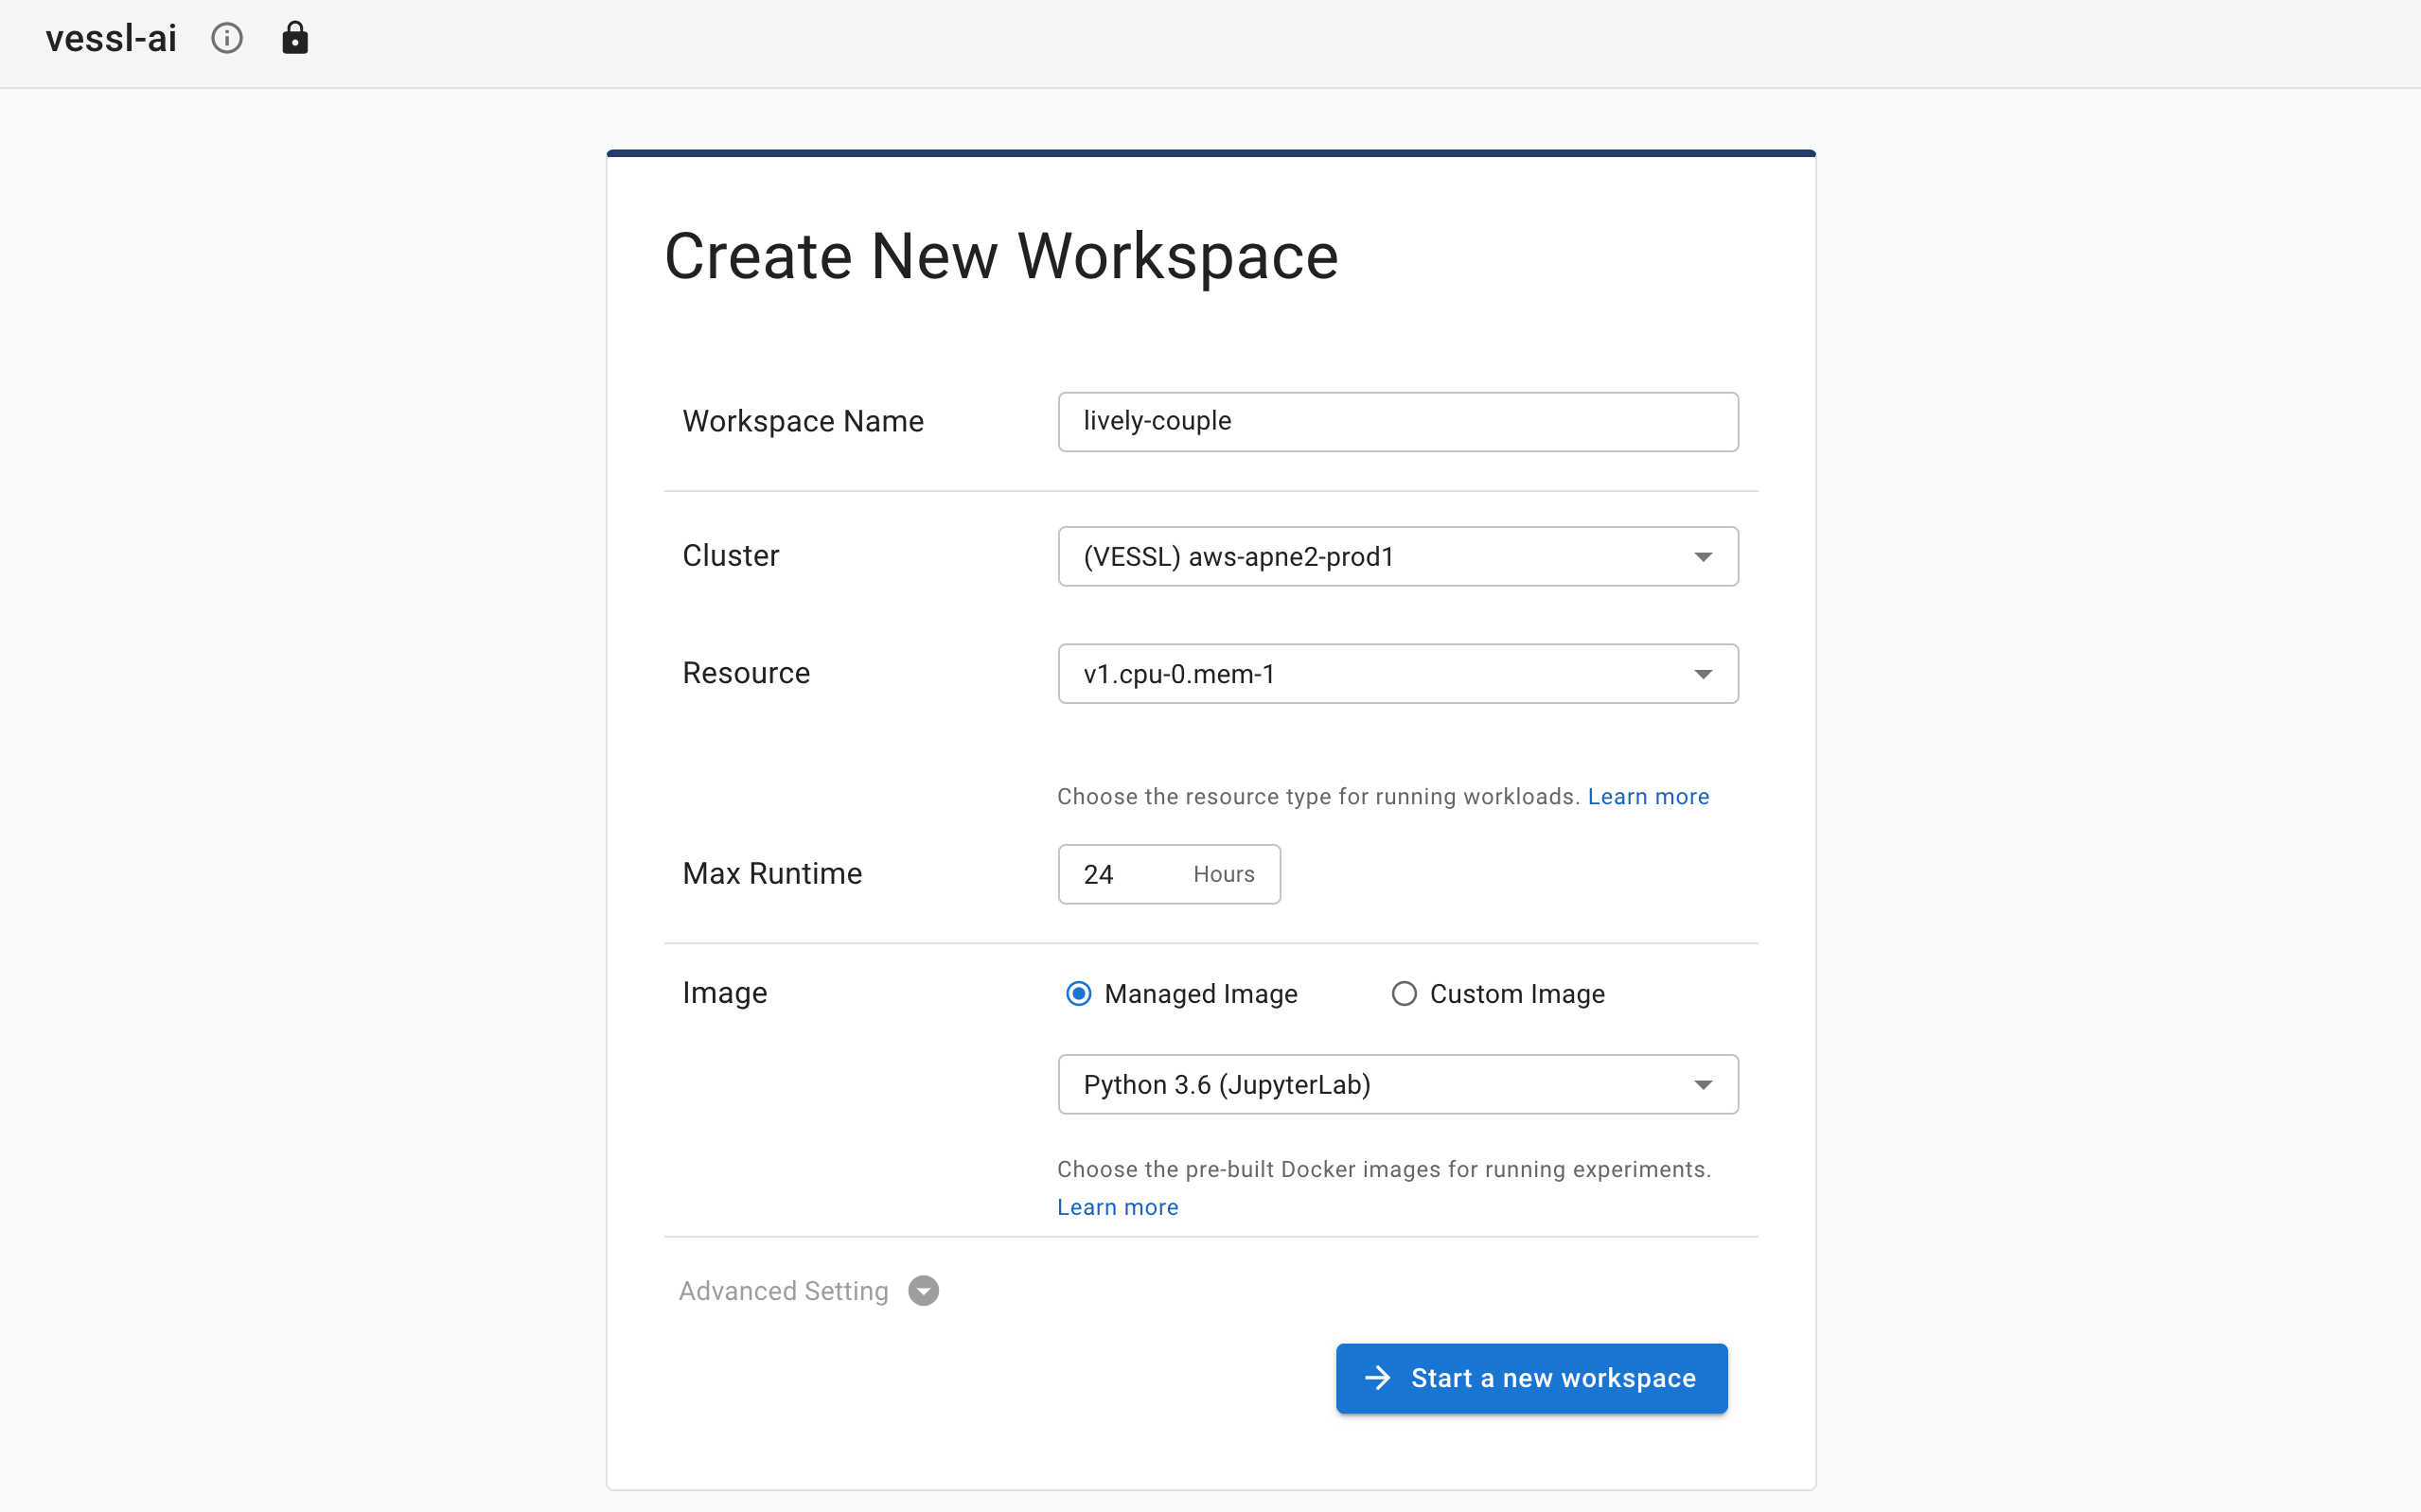 vessl-ai
Create New Workspace
Workspace Name
lively-couple
Cluster
(VESSL) aws-apne2-prod1
Resource
v1.cpu-0.mem-1
Choose the resource type for running workloads. Learn more
Max Runtime
24 Hours
Image
Managed Image
Custom Image
Python 3.6 (JupyterLab)
Choose the pre-built Docker images for running experiments.
Learn more
Advanced Setting
Start a new workspace